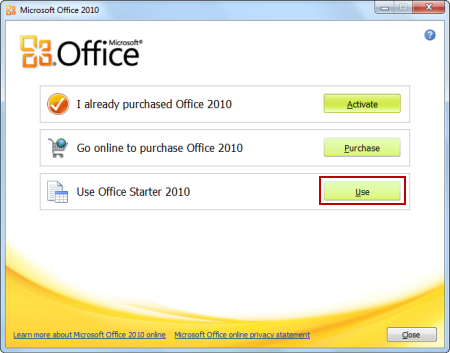 Microsoft Office 2010
Microsoft®
Office
I already purchased Office 2010 Activate
Go online to purchase Office 2010 Purchase
Use Office Starter 2010 Use
Learn more about Microsoft Office 2010 online Microsoft Office online privacy statement Close